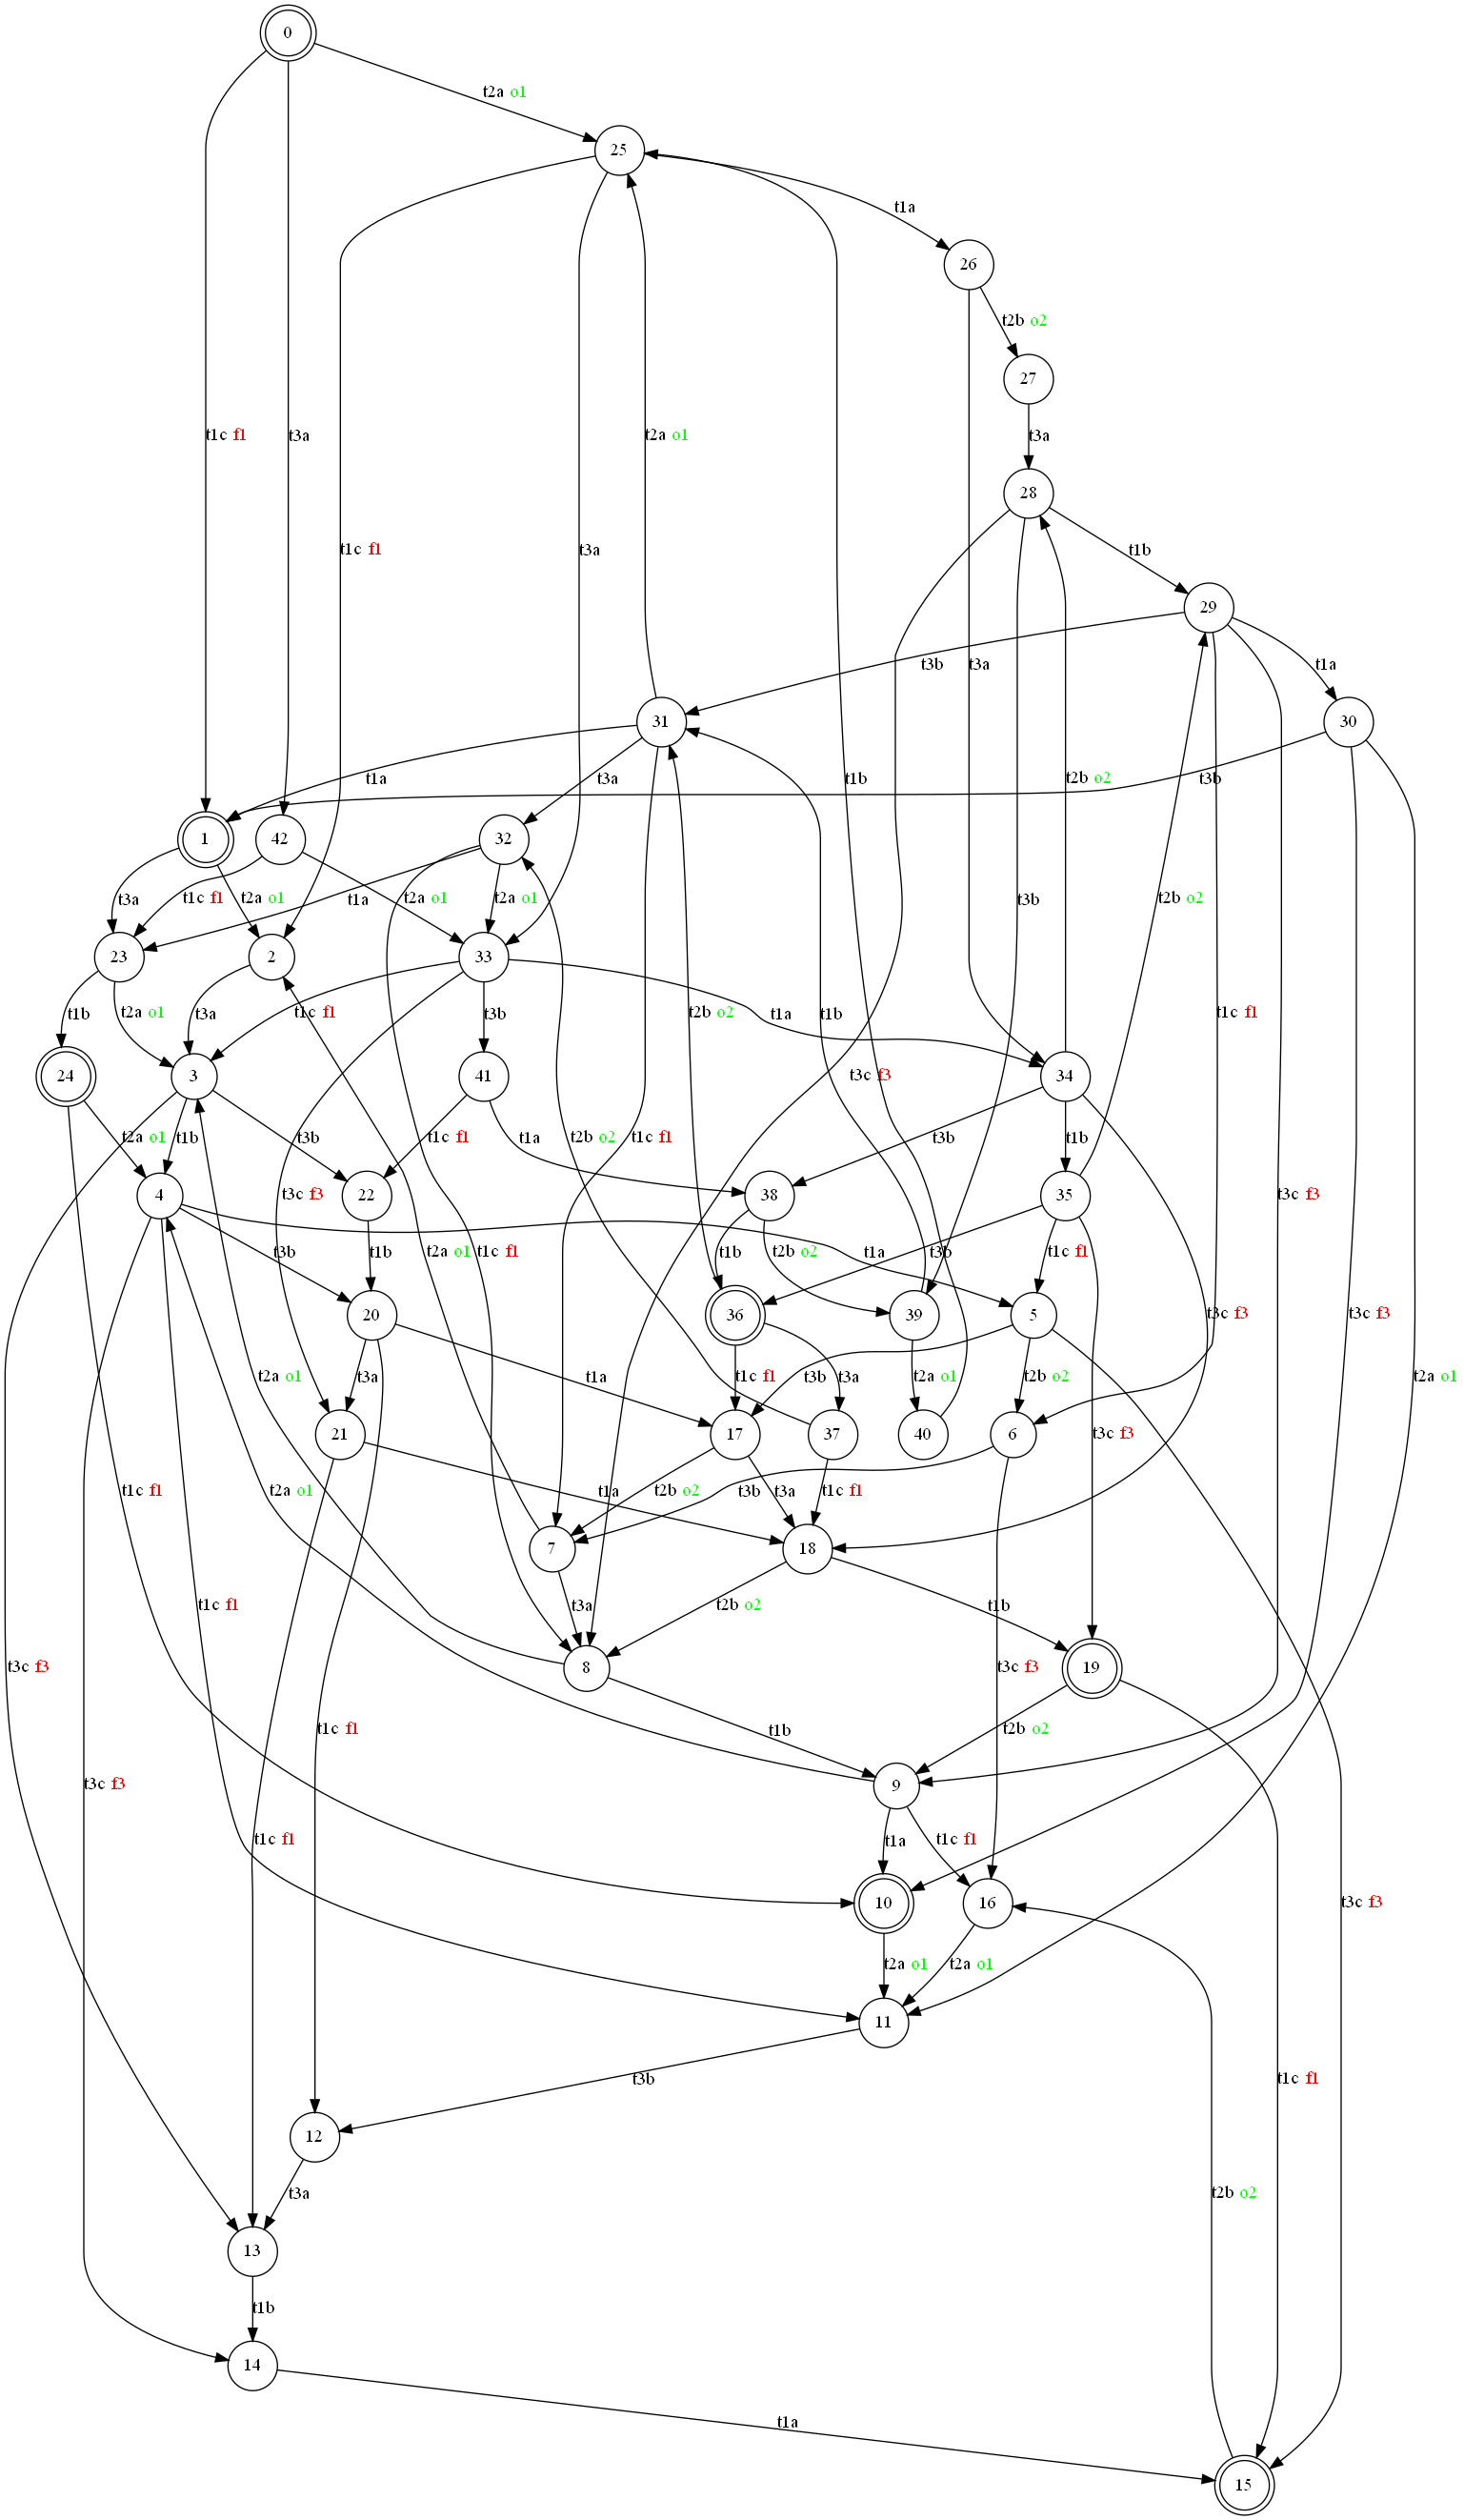 0
t2a o1
25
t1a
26
t2b o2
27
t1c f1
t3a
t2a o1
t3a
28
t1c f1
t3a
t1b
29
t3b
t3a
t1a
31
30
t1a
t3a
t2b o2
t1b
t3b
1
42
32
t3a
t2a o1
t1c f1
t1a
t2a o1
t2a o1
t3b
t2b o2
23
2
33
t1b
t2a o1
t3a
t1c f1
t2b o2
t1a
t1b
t1c f1
24
3
41
t3c f3
34
t2a o1
t1b
t3b
t1c f1
t1a
t1c f1
t2b o2
t3b
t1b
t3c f3
4
t3c f3
22
38
35
t3b
t1b
t2a o1
t1c f1
t1b
t2b o2
t1a
t3b
t1c f1
t3c f3
t3c f3
t2a o1
20
36
39
5
t2a o1
t3a
t1a
t1c f1
t3a
t3b
t2a o1
t2b o2
21
17
37
40
6
t3c f3
t1c f1
t2a o1
t1a
t2b o2
t3b
t3a
t1c f1
7
18
t1c f1
t3a
t2b o2
t1b
8
19
t3c f3
t3c f3
t1c f1
t1b
t2b o2
9
t3c f3
t1c f1
t1a
t1c f1
10
16
t3c f3
t2a o1
t2a o1
11
t3b
t1c f1
12
t3a
t2b o2
13
t1b
14
t1a
15